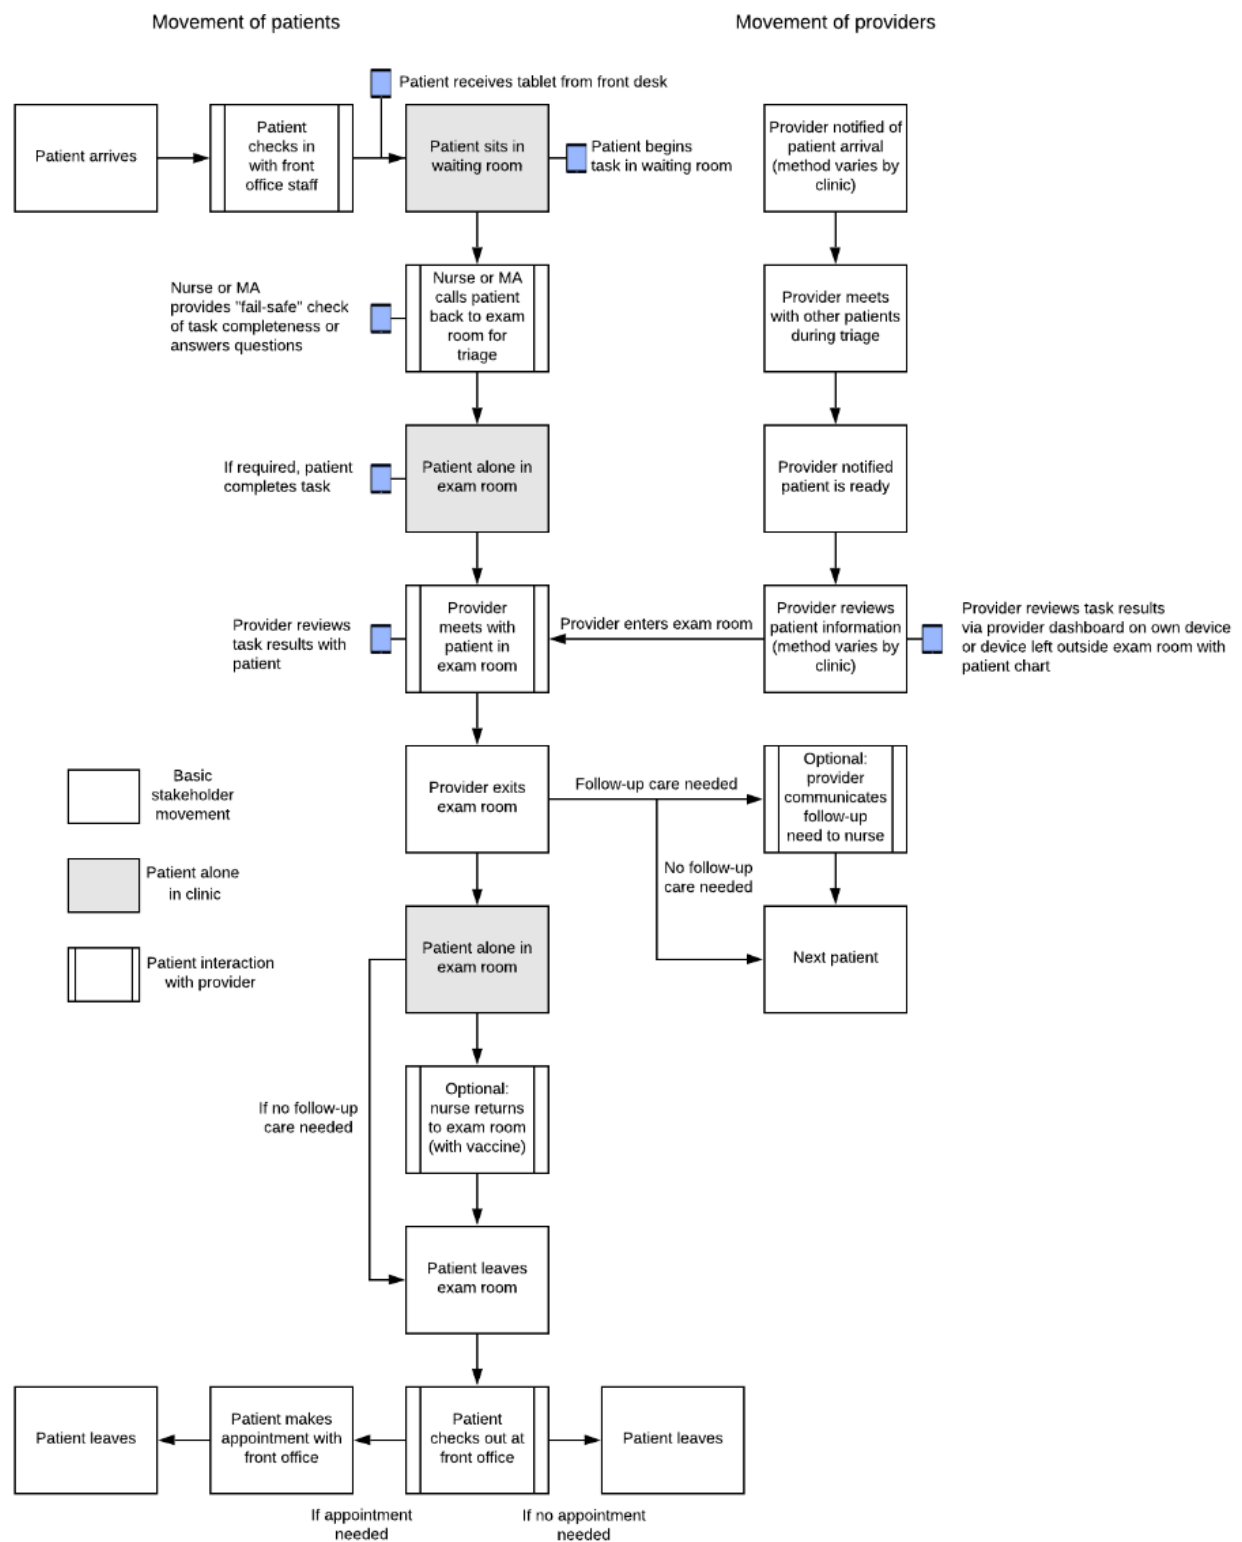 Movement of patients
Movement of providers
Patient receives tablet from front desk
Patient arrives
Patient
checks in
with front
office staff
Patient sits in
waiting room
Patient begins
task in waiting room
Provider notified of
patient arrival
(method varies by
clinic)
Nurse or MA
provides "fail-safe" check
of task completeness or
answers questions
Nurse or MA
calls patient
back to exam
room for
triage
Provider meets
with other patients
during triage
If required, patient
completes task
Patient alone in
exam room
Provider notified
patient is ready
Provider reviews
task results with
patient
Provider
meets with
patient in
exam room
Provider enters exam room
Provider reviews
patient information
(method varies by
clinic)
Provider reviews task results
via provider dashboard on own device
or device left outside exam room with
patient chart
Basic
stakeholder
movement
Provider exits
exam room
Follow-up care needed
Optional:
provider
communicates
follow-up
need to nurse
Patient alone
in clinic
No follow-up
care needed
Patient interaction
with provider
Patient alone in
exam room
Next patient
If no follow-up
care needed
Optional:
nurse returns
to exam room
(with vaccine)
Patient leaves
exam room
Patient leaves
Patient makes
appointment with
front office
Patient
checks out at
front office
Patient leaves
If appointment
needed
If no appointment
needed